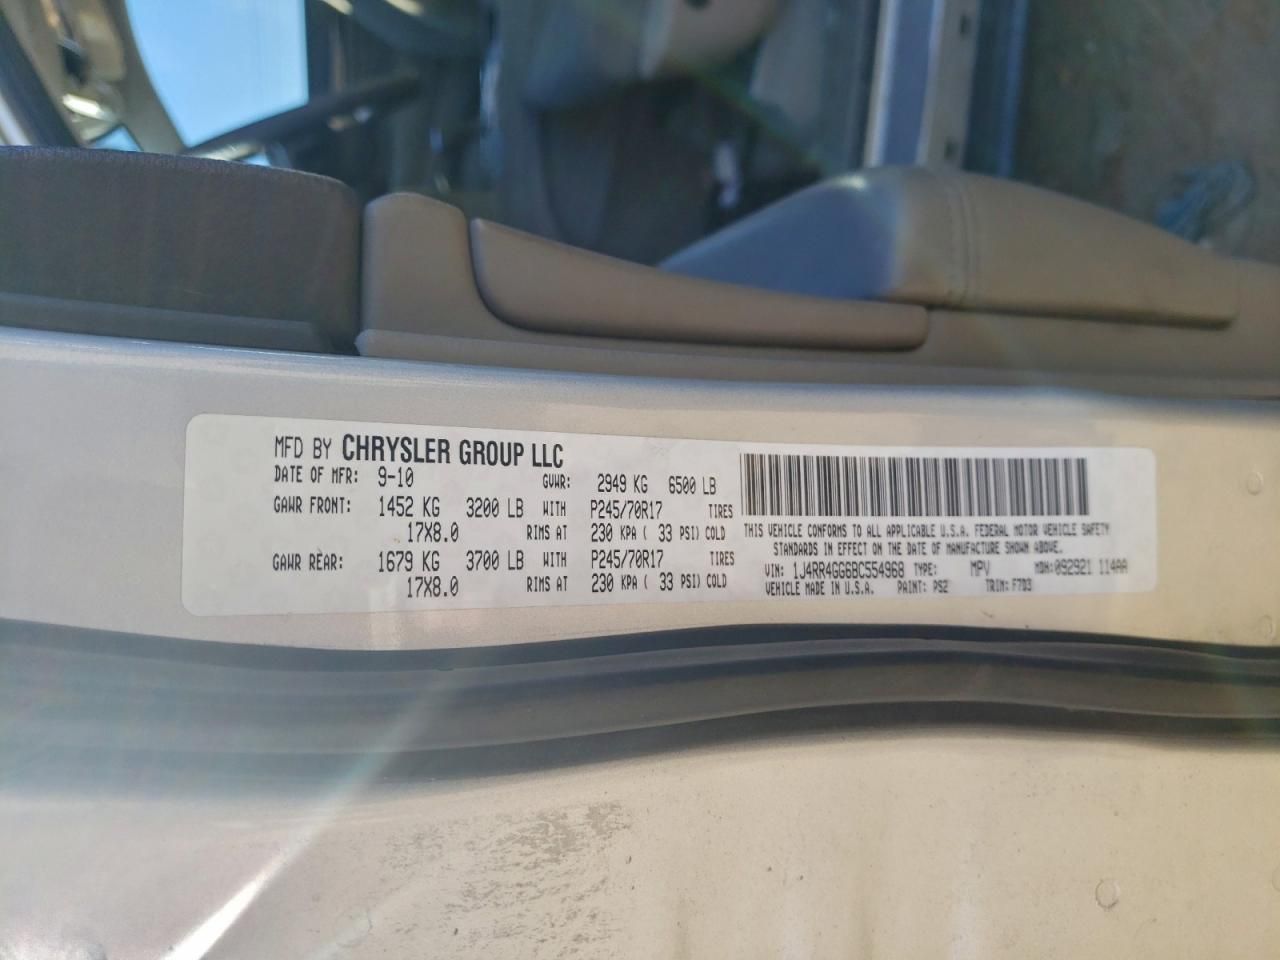 MFD BY CHRYSLER GROUP LLC
DATE OF MFR: 9-10 GVWR: 2949 KG 6500 LB
GAWR FRONT: 1452 KG 3200 LB WITH P245/70R17 TIRES
17X8.0 RIMS AT 230 KPA ( 33 PSI) COLD
GAWR REAR: 1679 KG 3700 LB WITH P245/70R17 TIRES
17X8.0 RIMS AT 230 KPA ( 33 PSI) COLD
THIS VEHICLE CONFORMS TO ALL APPLICABLE U.S.A. FEDERAL MOTOR VEHICLE SAFETY
STANDARDS IN EFFECT ON THE DATE OF MANUFACTURE SHOWN ABOVE.
VIN: 1J4RR4GG6BC554968 TYPE: MPV MDH: 092921 114AA
VEHICLE MADE IN U.S.A. PAINT: PS2 TRIM: F7D3